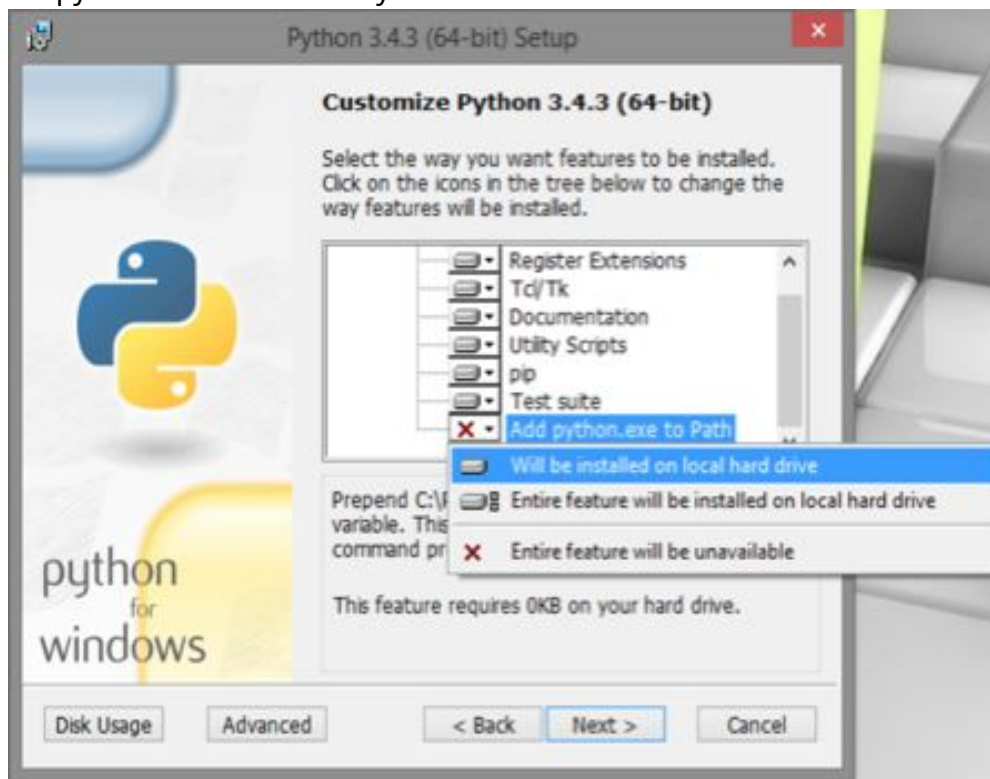 Python 3.4.3 (64-bit) Setup
Customize Python 3.4.3 (64-bit)
Select the way you want features to be installed.
Click on the icons in the tree below to change the
way features will be installed.
Register Extensions
Tcl/Tk
Documentation
Utility Scripts
pip
Test suite
Add python.exe to Path
Will be installed on local hard drive
Entire feature will be installed on local hard drive
Entire feature will be unavailable
Prepend C:\
variable. This
command
This feature requires 0KB on your hard drive.
python
for
windows
Disk Usage
Advanced
< Back
Next >
Cancel